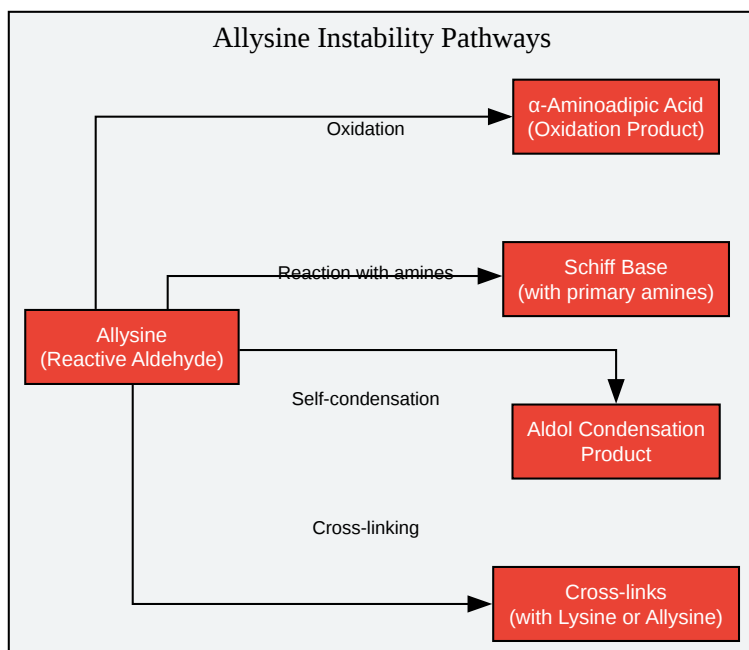 Allysine Instability Pathways
α-Aminoadipic Acid
(Oxidation Product)
Oxidation
Reaction with amines
Schiff Base
(with primary amines)
Allysine
(Reactive Aldehyde)
Self-condensation
Aldol Condensation
Product
Cross-linking
Cross-links
(with Lysine or Allysine)